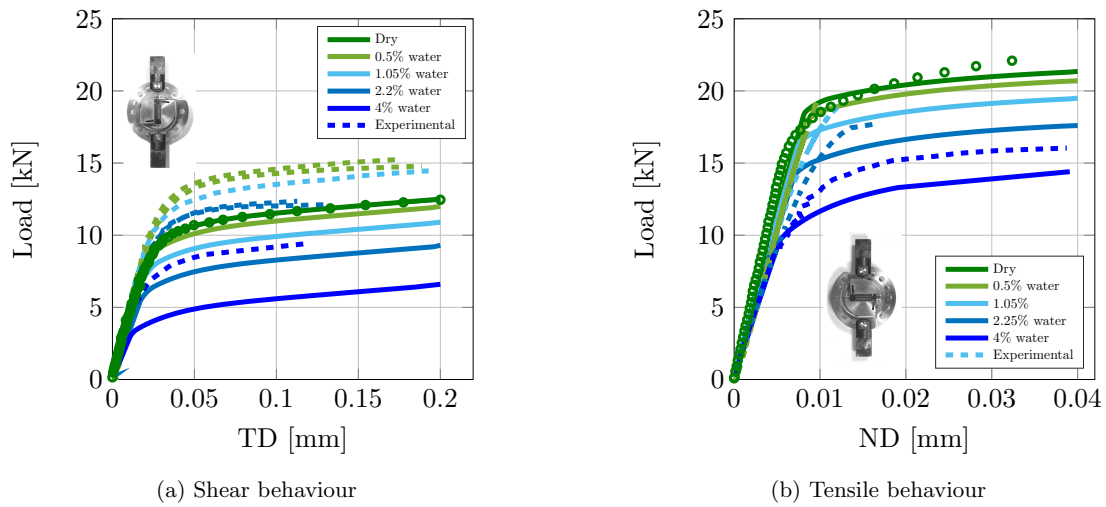 25
20
15
10
5
0
Load [kN]
0
0.05
0.1
0.15
0.2
TD [mm]
Dry
0.5% water
1.05% water
2.2% water
4% water
Experimental
(a) Shear behaviour
25
20
15
10
5
0
Load [kN]
0
0.01
0.02
0.03
0.04
ND [mm]
Dry
0.5% water
1.05%
2.25% water
4% water
Experimental
(b) Tensile behaviour